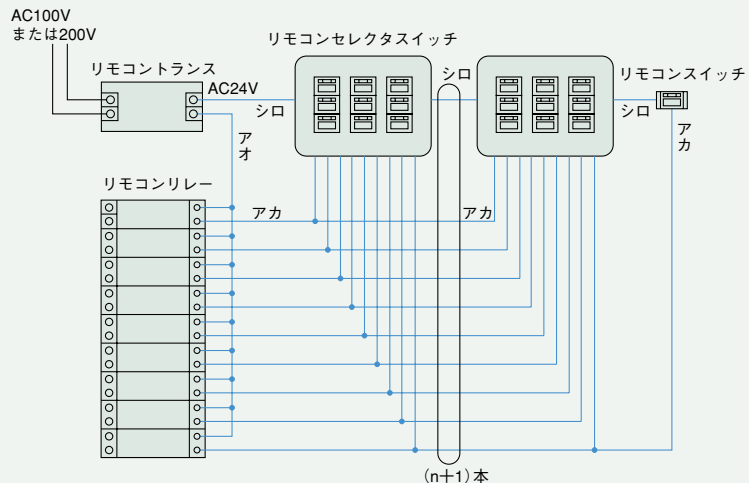 AC100V
または200V
リモコンセレクタスイッチ
リモコントランス
AC24V
シロ
シロ
リモコンスイッチ
シロ
アカ
アオ
リモコンリレー
アカ
アカ
(n+1)本